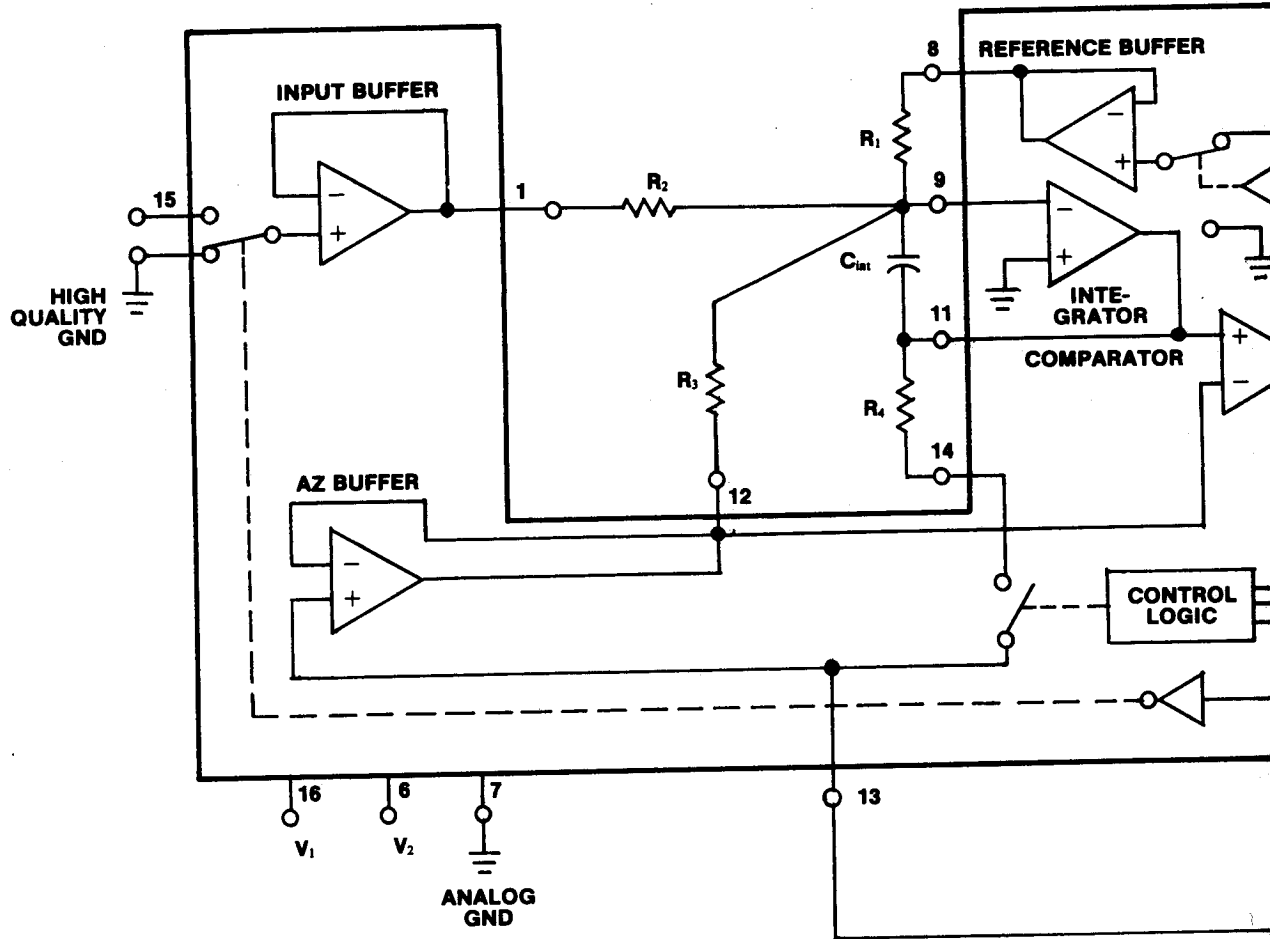 8
REFERENCE BUFFER
INPUT BUFFER
−
R₁
+
15
1
R₂
9
−
−
+
Cint
+
HIGH
QUALITY
GND
INTE-
GRATOR
11
COMPARATOR
+
−
R₃
R₄
14
12
AZ BUFFER
−
+
CONTROL
LOGIC
16
6
7
13
V₁
V₂
ANALOG
GND